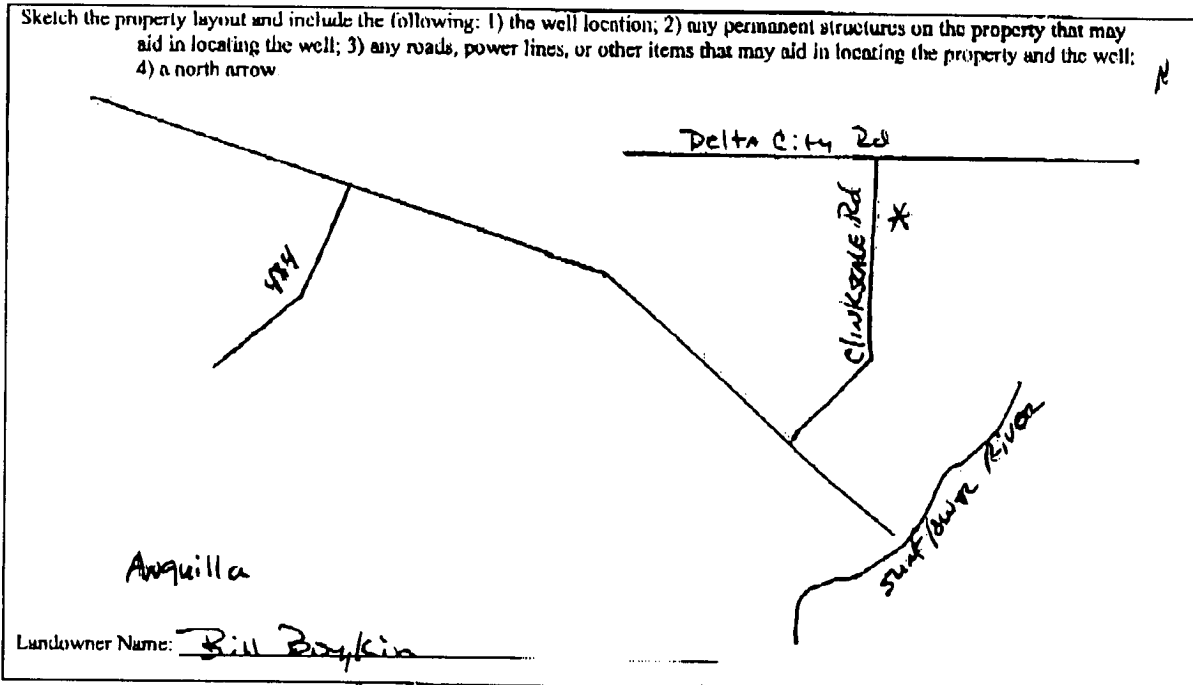 Sketch the property layout and include the following: 1) the well location; 2) any permanent structures on the property that may
aid in locating the well; 3) any roads, power lines, or other items that may aid in locating the property and the well;
4) a north arrow
N
Delta City Rd
Clinkscale Rd
*
484
Sunflower River
Anguilla
Landowner Name: Bill Boykin